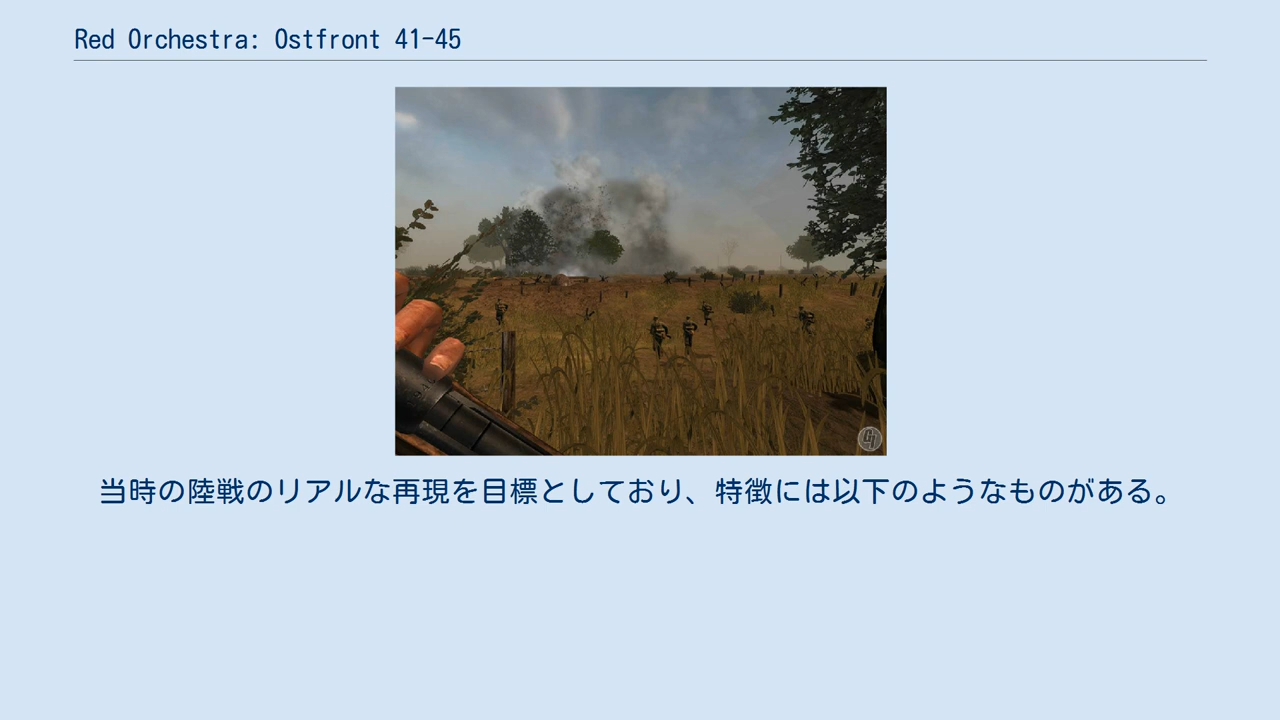 Red Orchestra: Ostfront 41-45
当時の陸戦のリアルな再現を目標としており、特徴には以下のようなものがある。